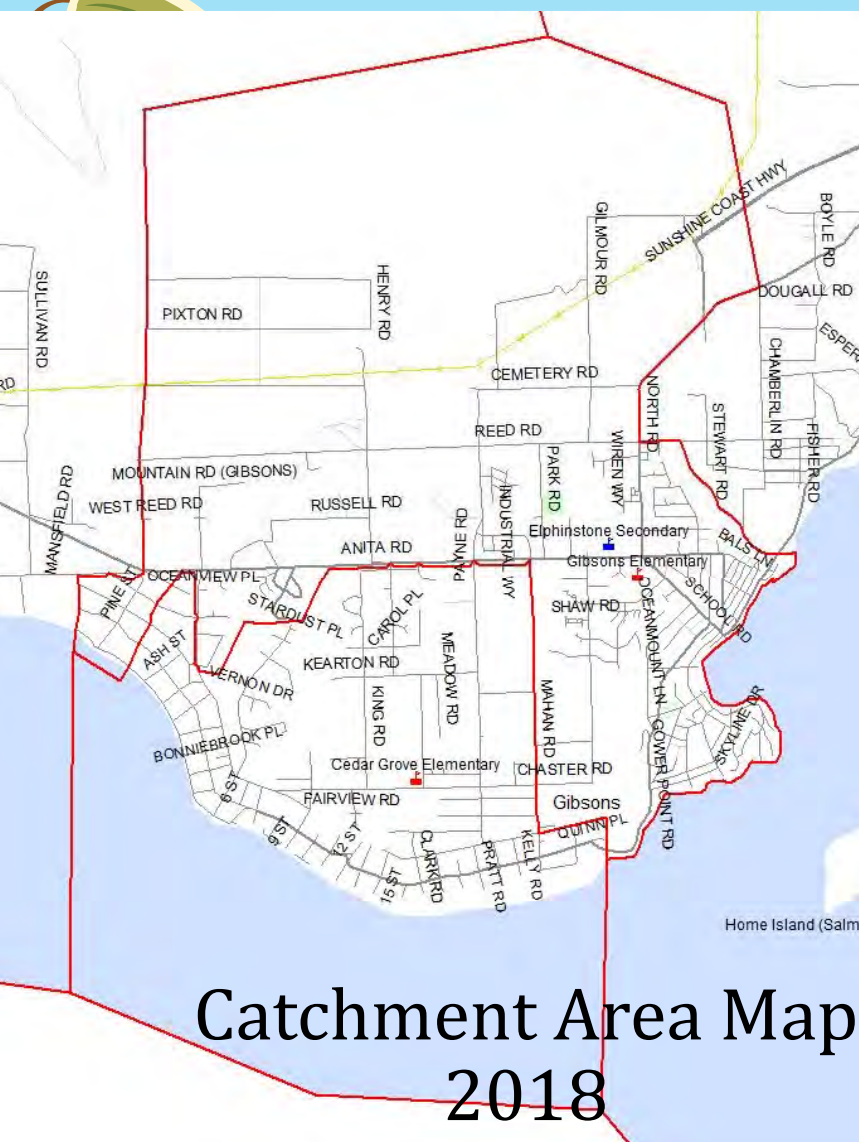 SUNSHINE COAST HWY
BOYLE RD
GILMOUR RD
SULLIVAN RD
HENRY RD
DOUGALL RD
PIXTON RD
CHAMBERLIN RD
RD
CEMETERY RD
NORTH RD
STEWART RD
FISHER RD
REED RD
WIREN WY
PARK RD
MOUNTAIN RD (GIBSONS)
MANSFIELD RD
WEST REED RD
RUSSELL RD
INDUSTRIAL WY
PAYNE RD
Elphinstone Secondary
ANITA RD
BALS LN
Gibsons Elementary
OCEANVIEW PL
PINE ST
STARDUST PL
CAROL PL
SHAW RD
OCEANMOUNT LN
SCHOOL RD
ASH ST
KEARTON RD
MEADOW RD
VERNON DR
KING RD
MAHAN RD
GOWER POINT RD
SKYLINE DR
BONNIEBROOK PL
Cedar Grove Elementary
CHASTER RD
6 ST
FAIRVIEW RD
Gibsons
QUINN PL
9 ST
12 ST
CLARK RD
PRATT RD
KELLY RD
15 ST
Home Island (Salm
Catchment Area Map
2018